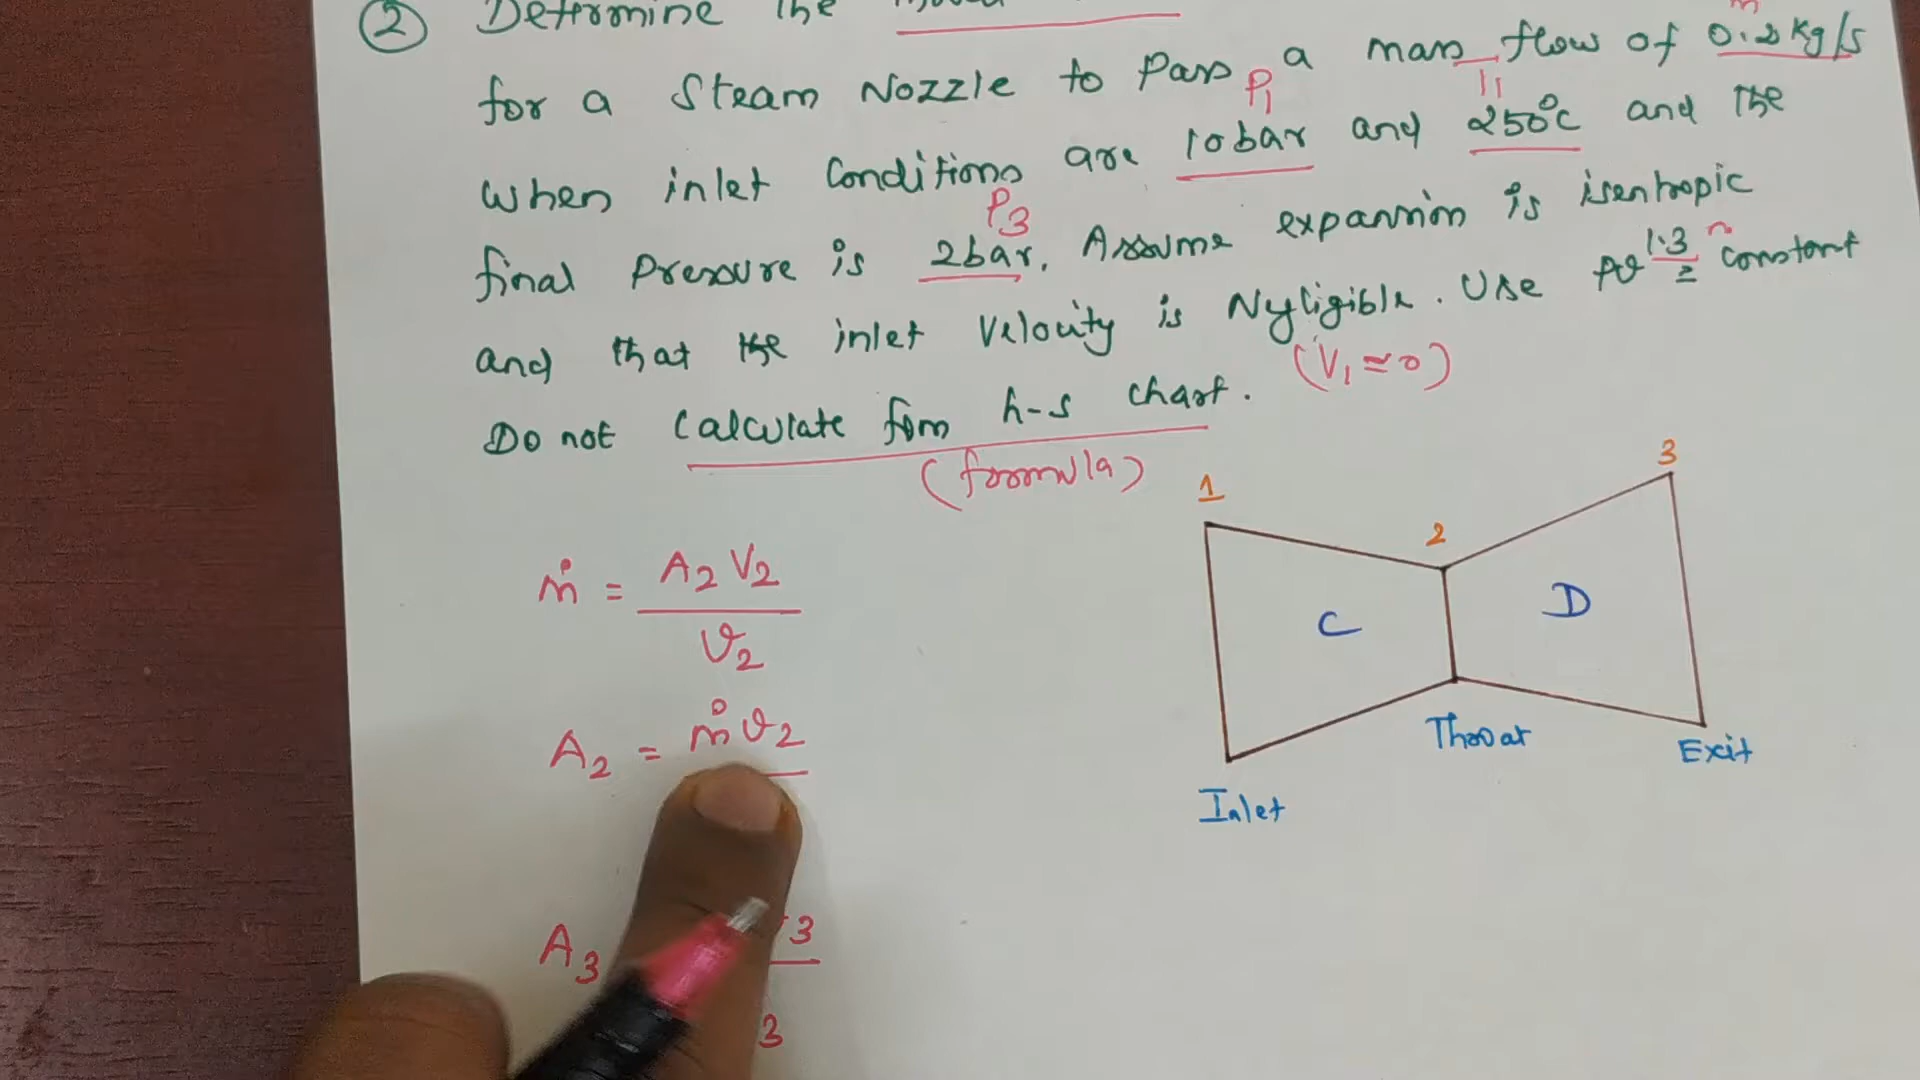 ② Determine the
for a steam Nozzle to pass a mass flow of 0.2 kg/s
ṁ
P1
T1
when inlet conditions are 10 bar and 250°C and the
P3
final pressure is 2 bar. Assume expansion is isentropic
and that the inlet velocity is Nyligible. Use pv^1.3 = constant
n
(V1 ≃ 0)
Do not calculate from h-s chart.
(formula)
ṁ = A2 V2 / v2
A2 = ṁ v2
A3
3
3
1
2
3
C
D
Throat
Exit
Inlet